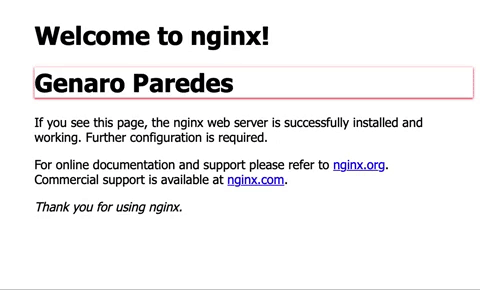 Welcome to nginx!
Genaro Paredes
If you see this page, the nginx web server is successfully installed and
working. Further configuration is required.
For online documentation and support please refer to nginx.org.
Commercial support is available at nginx.com.
Thank you for using nginx.